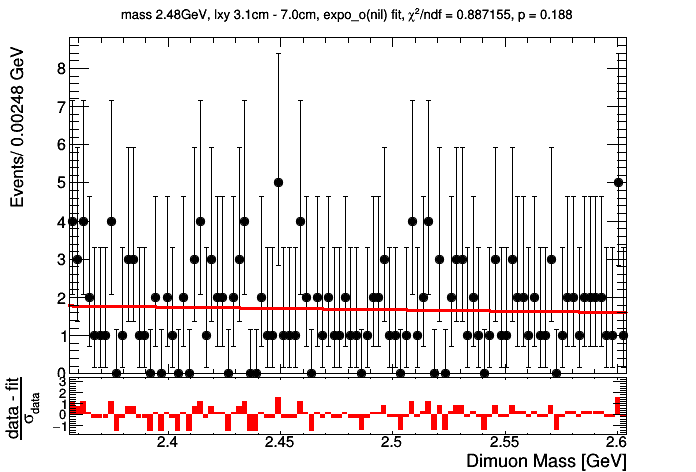 mass 2.48GeV, lxy 3.1cm - 7.0cm, expo_o(nil) fit, χ²/ndf = 0.887155, p = 0.188
Events/ 0.00248 GeV
8
7
6
5
4
3
2
1
0
data - fit
σdata
3
2
1
0
−1
2.4 2.45 2.5 2.55 2.6
Dimuon Mass [GeV]